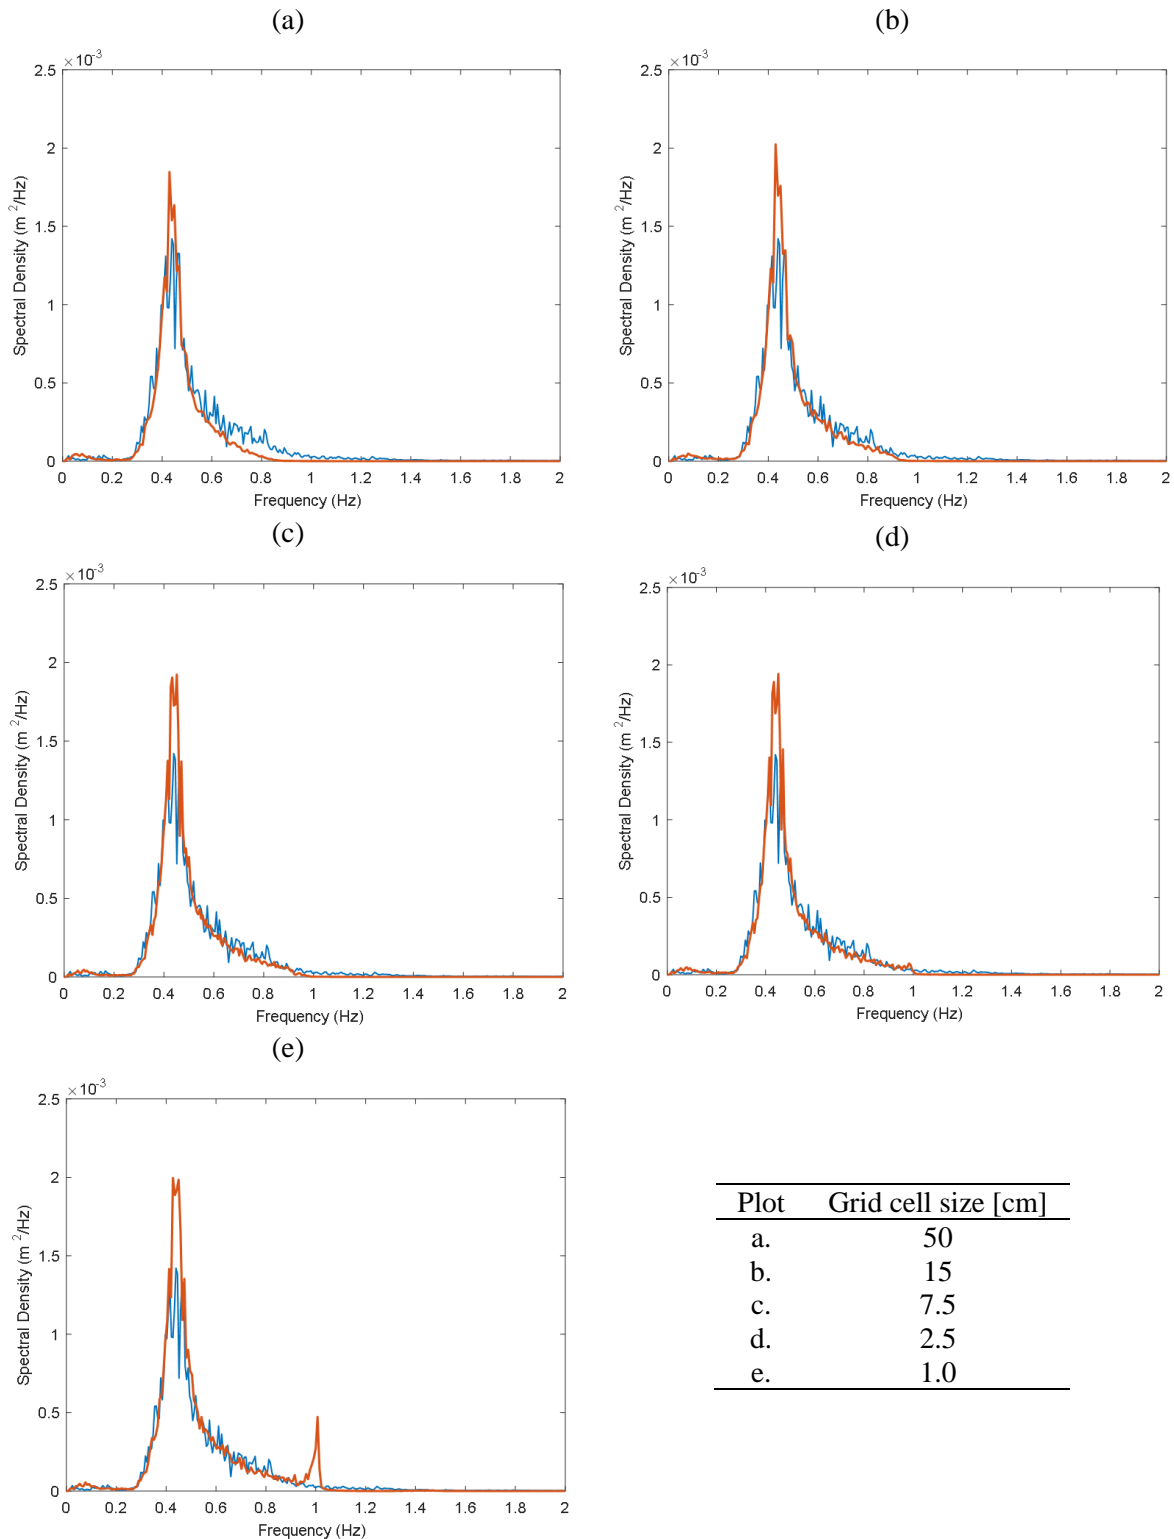 (a)
(b)
×10-3
2.5
2
1.5
1
0.5
0
Spectral Density (m 2/Hz)
0 0.2 0.4 0.6 0.8 1 1.2 1.4 1.6 1.8 2
Frequency (Hz)
×10-3
2.5
2
1.5
1
0.5
0
Spectral Density (m 2/Hz)
0 0.2 0.4 0.6 0.8 1 1.2 1.4 1.6 1.8 2
Frequency (Hz)
(c)
(d)
×10-3
2.5
2
1.5
1
0.5
0
Spectral Density (m 2/Hz)
0 0.2 0.4 0.6 0.8 1 1.2 1.4 1.6 1.8 2
Frequency (Hz)
×10-3
2.5
2
1.5
1
0.5
0
Spectral Density (m 2/Hz)
0 0.2 0.4 0.6 0.8 1 1.2 1.4 1.6 1.8 2
Frequency (Hz)
(e)
×10-3
2.5
2
1.5
1
0.5
0
Spectral Density (m 2/Hz)
0 0.2 0.4 0.6 0.8 1 1.2 1.4 1.6 1.8 2
Frequency (Hz)
Plot Grid cell size [cm]
a. 50
b. 15
c. 7.5
d. 2.5
e. 1.0